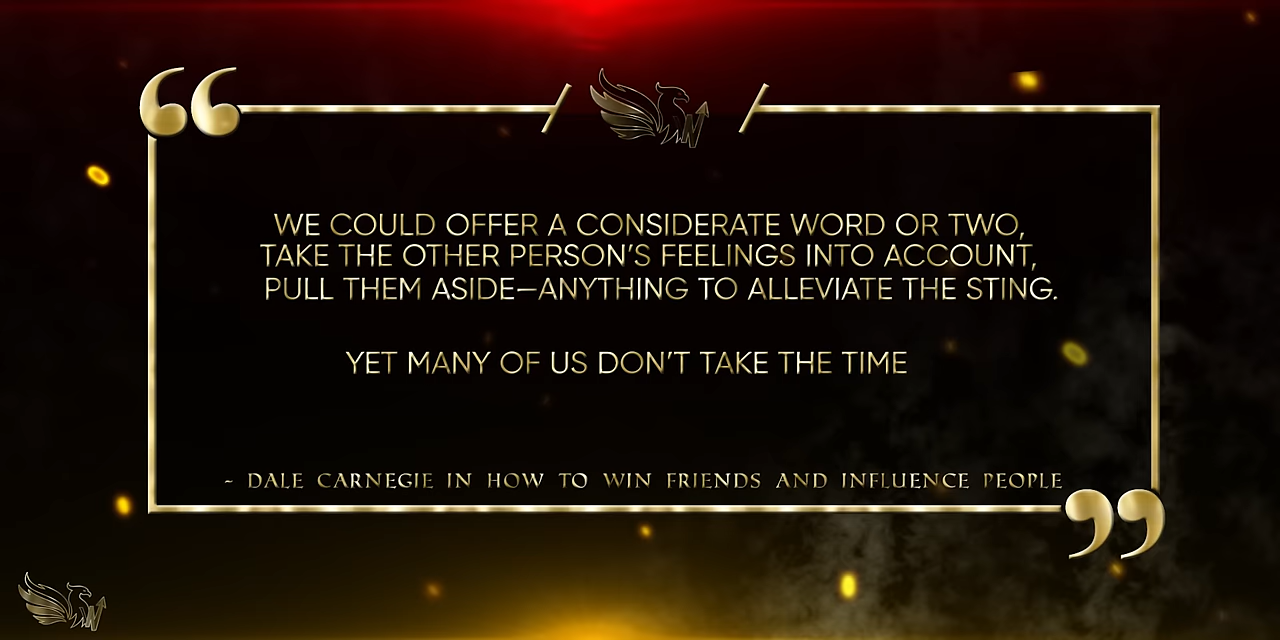 WE COULD OFFER A CONSIDERATE WORD OR TWO,
TAKE THE OTHER PERSON'S FEELINGS INTO ACCOUNT,
PULL THEM ASIDE—ANYTHING TO ALLEVIATE THE STING.
YET MANY OF US DON'T TAKE THE TIME
- DALE CARNEGIE IN HOW TO WIN FRIENDS AND INFLUENCE PEOPLE